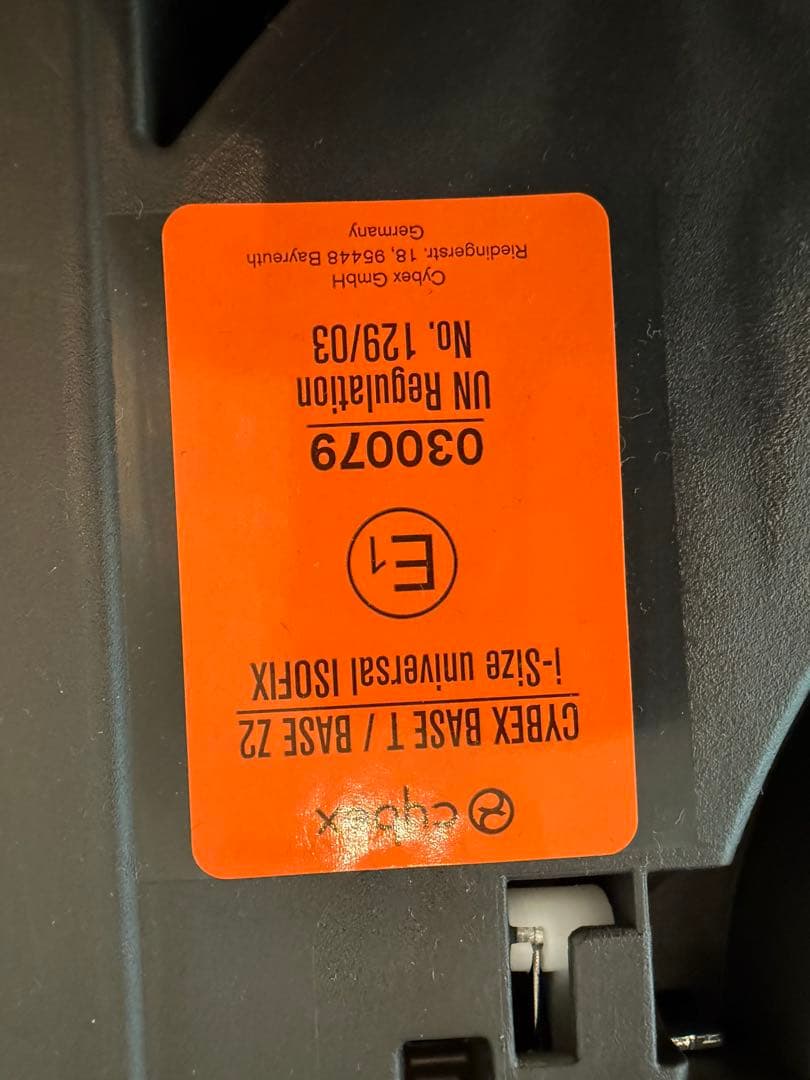 cybex
CYBEX BASE T / BASE Z2
i-Size universal ISOFIX
E1
030079
UN Regulation
No. 129/03
Cybex GmbH
Riedingerstr. 18, 95448 Bayreuth
Germany